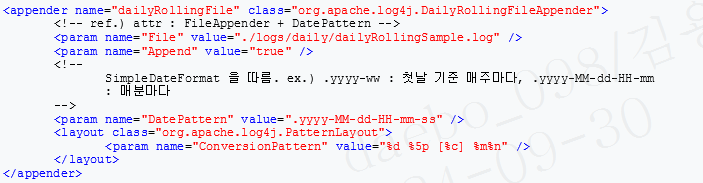 <appender name="dailyRollingFile" class="org.apache.log4j.DailyRollingFileAppender">
<!-- ref.) attr : FileAppender + DatePattern -->
<param name="File" value="./logs/daily/dailyRollingSample.log" />
<param name="Append" value="true" />
<!--
SimpleDateFormat 을 따름. ex.) .yyyy-ww : 첫날 기준 매주마다, .yyyy-MM-dd-HH-mm
: 매분마다
-->
<param name="DatePattern" value=".yyyy-MM-dd-HH-mm-ss" />
<layout class="org.apache.log4j.PatternLayout">
<param name="ConversionPattern" value="%d %5p [%c] %m%n" />
</layout>
</appender>